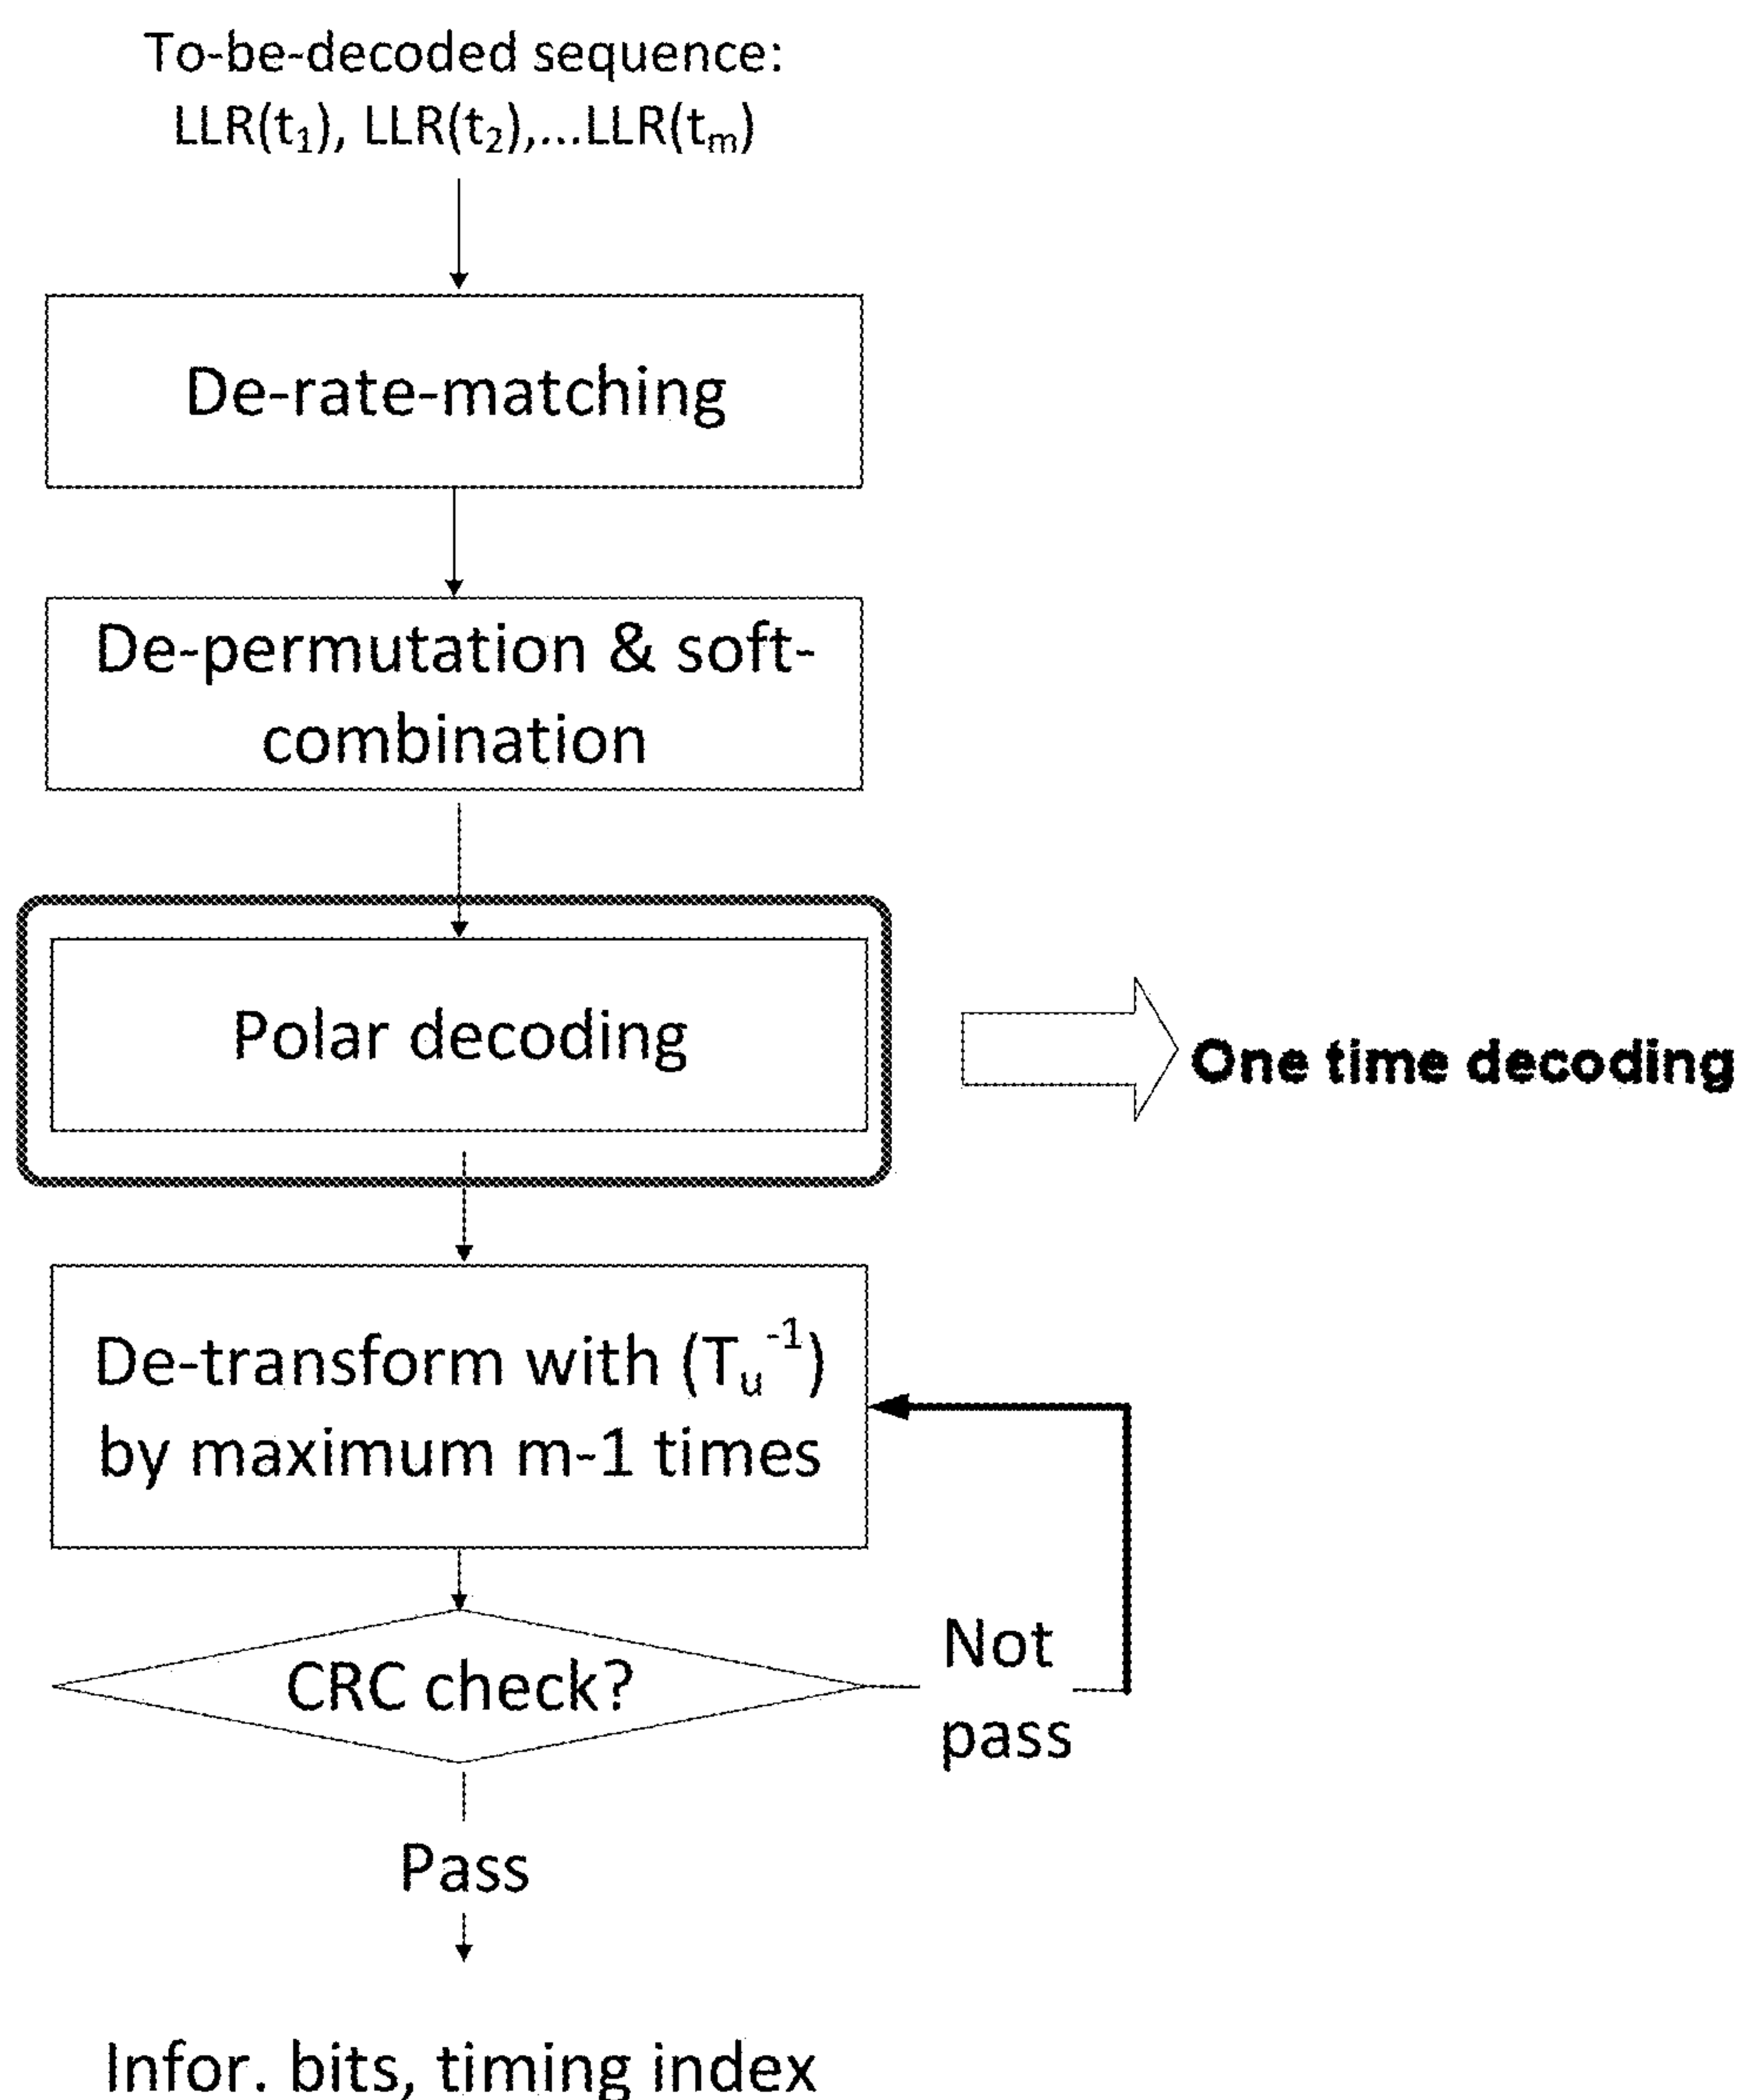 To-be-decoded sequence:
LLR(t₁), LLR(t₂),...LLR(tₘ)
De-rate-matching
De-permutation & soft-
combination
Polar decoding
One time decoding
De-transform with (Tᵤ⁻¹)
by maximum m-1 times
CRC check?
Not
pass
Pass
Infor. bits, timing index